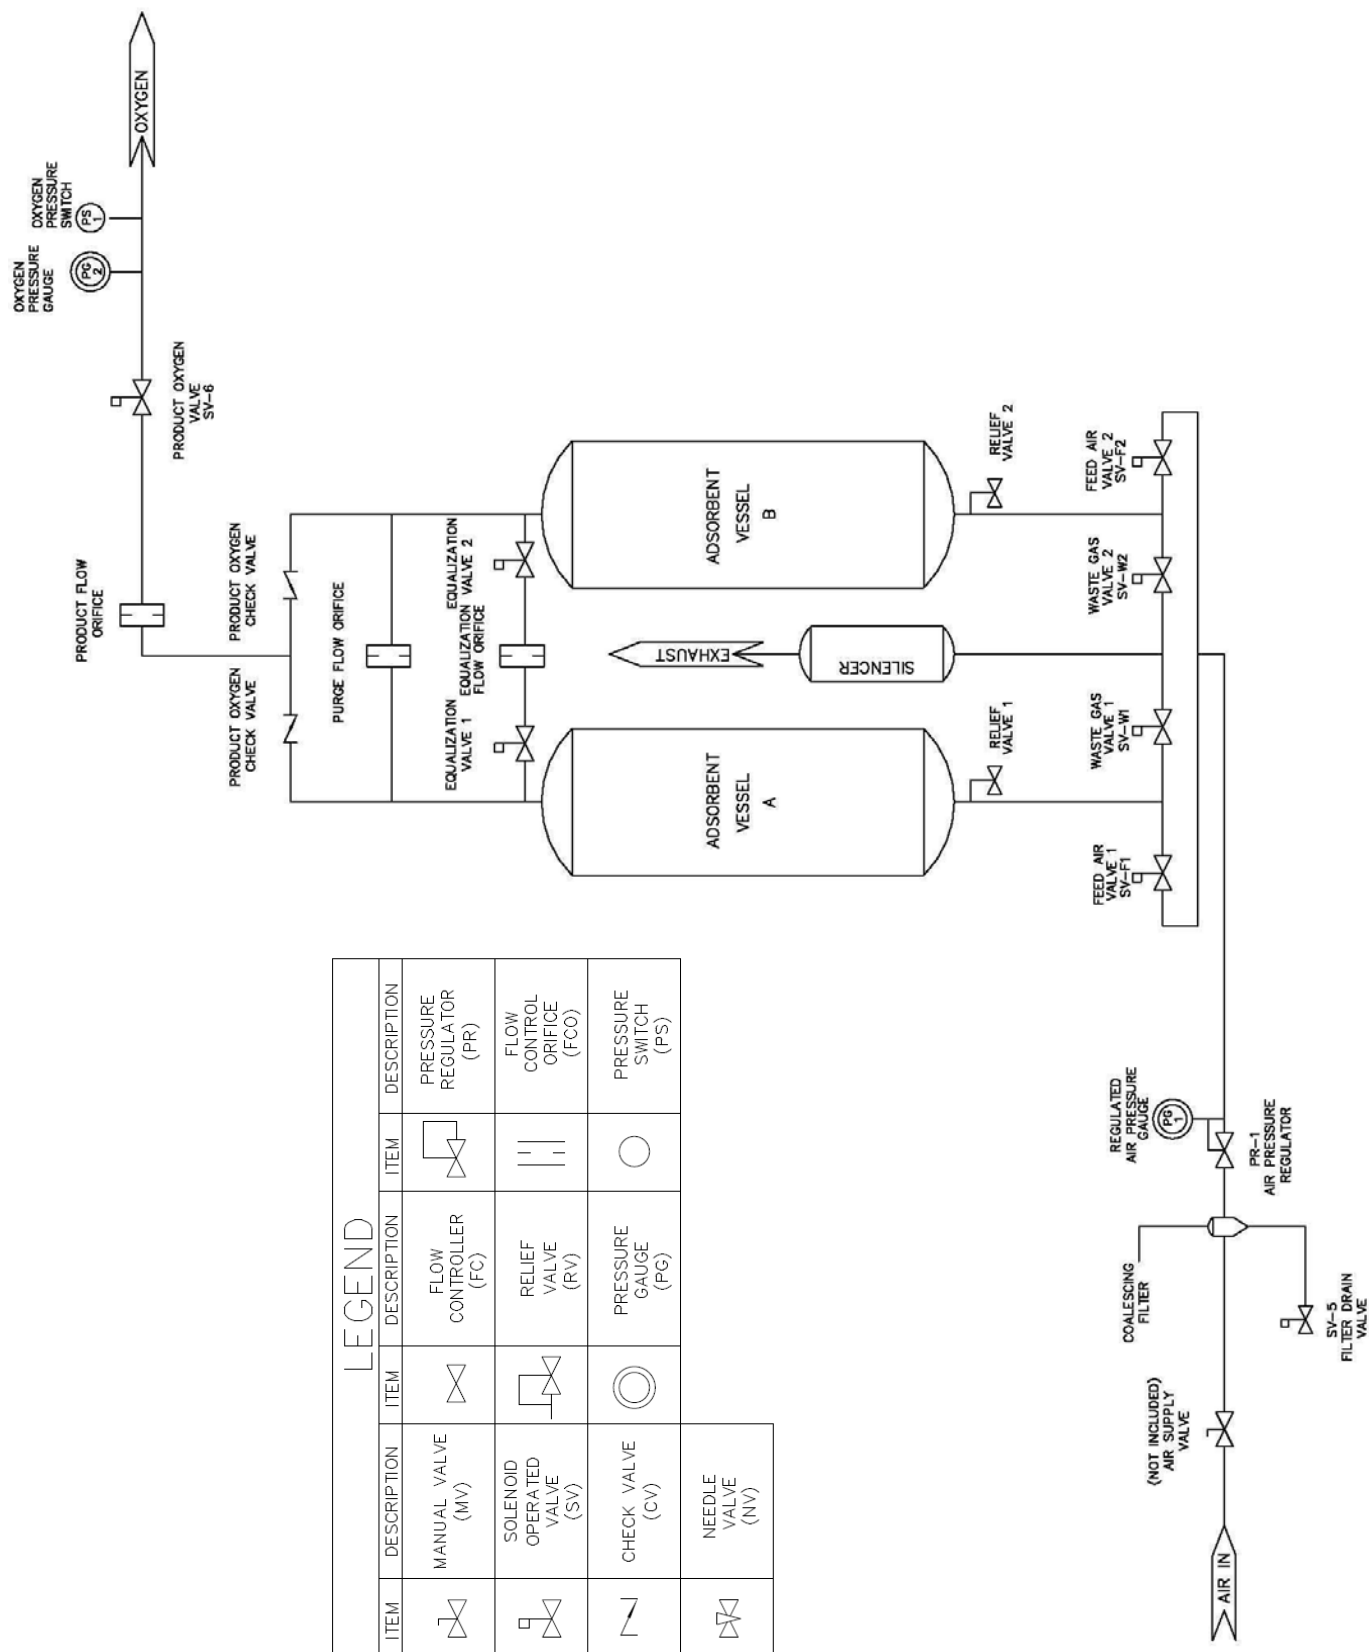 OXYGEN
OXYGEN
PRESSURE
SWITCH
PS
1
OXYGEN
PRESSURE
GAUGE
PG
2
PRODUCT OXYGEN
VALVE
SV-6
PRODUCT FLOW
ORIFICE
PRODUCT OXYGEN
CHECK VALVE
PRODUCT OXYGEN
CHECK VALVE
PURGE FLOW ORIFICE
EQUALIZATION
VALVE 1
EQUALIZATION
FLOW ORIFICE
EQUALIZATION
VALVE 2
ADSORBENT
VESSEL
A
ADSORBENT
VESSEL
B
EXHAUST
SILENCER
RELIEF
VALVE 1
RELIEF
VALVE 2
FEED AIR
VALVE 1
SV-F1
WASTE GAS
VALVE 1
SV-W1
WASTE GAS
VALVE 2
SV-W2
FEED AIR
VALVE 2
SV-F2
LEGEND
ITEM
DESCRIPTION
ITEM
DESCRIPTION
ITEM
DESCRIPTION
MANUAL VALVE
(MV)
FLOW
CONTROLLER
(FC)
PRESSURE
REGULATOR
(PR)
SOLENOID
OPERATED
VALVE
(SV)
RELIEF
VALVE
(RV)
FLOW
CONTROL
ORIFICE
(FCO)
CHECK VALVE
(CV)
PRESSURE
GAUGE
(PG)
PRESSURE
SWITCH
(PS)
NEEDLE
VALVE
(NV)
AIR IN
(NOT INCLUDED)
AIR SUPPLY
VALVE
COALESCING
FILTER
SV-5
FILTER DRAIN
VALVE
REGULATED
AIR PRESSURE
GAUGE
PG
1
PR-1
AIR PRESSURE
REGULATOR